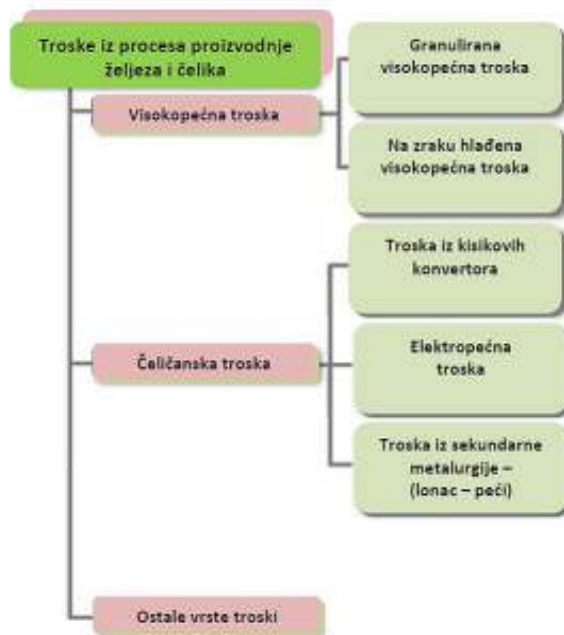 Troske iz procesa proizvodnje
željeza i čelika
Visokopećna troska
Granulirana
visokopećna troska
Na zraku hlađena
visokopećna troska
Čeličanska troska
Troska iz kisikovih
konvertora
Elektropećna
troska
Troska iz sekundarne
metalurgije –
(lonac – peći)
Ostale vrste troski